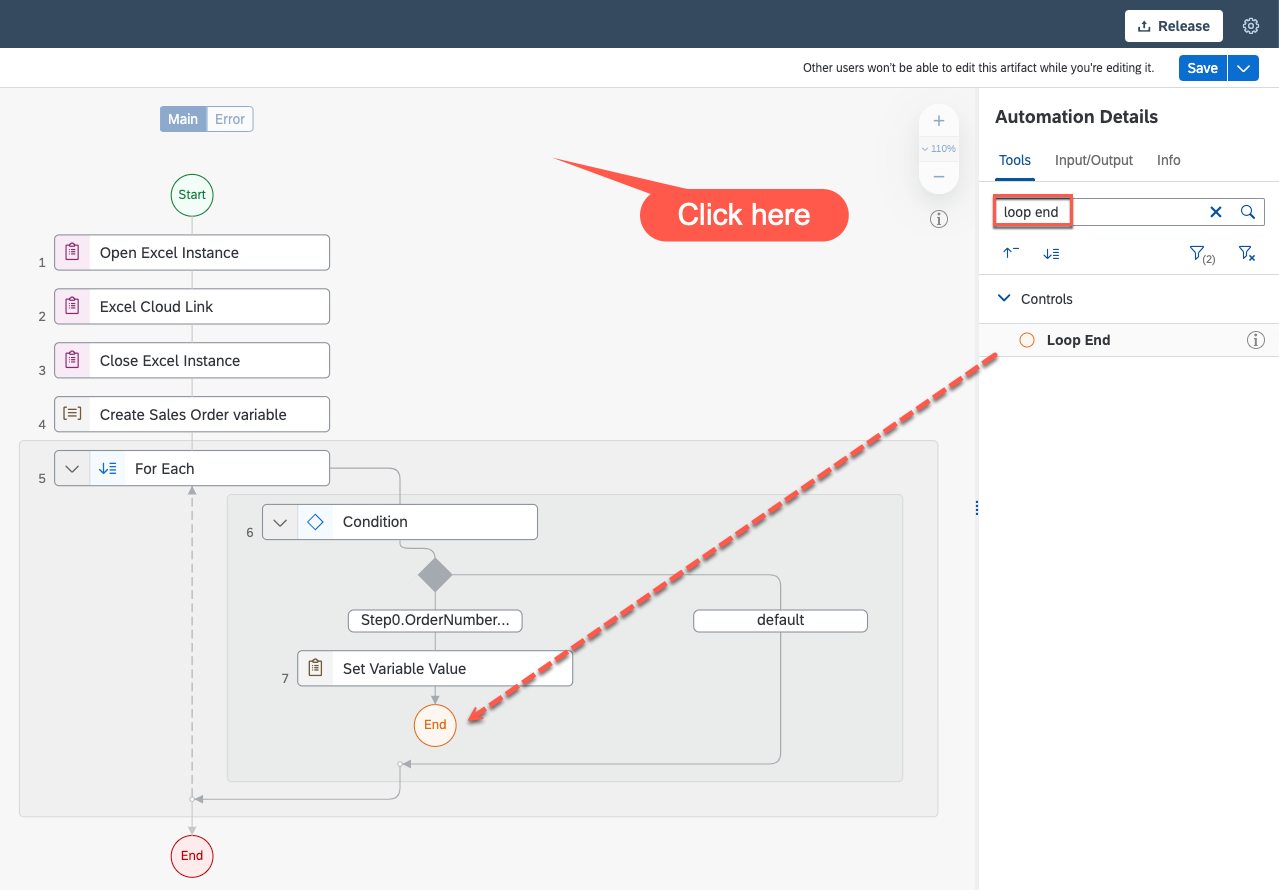 Release
Other users won't be able to edit this artifact while you're editing it.
Save
Main
Error
110%
Click here
Automation Details
Tools
Input/Output
Info
loop end
(2)
Controls
Loop End
Start
1
Open Excel Instance
2
Excel Cloud Link
3
Close Excel Instance
4
Create Sales Order variable
5
For Each
6
Condition
Step0.OrderNumber...
default
7
Set Variable Value
End
End